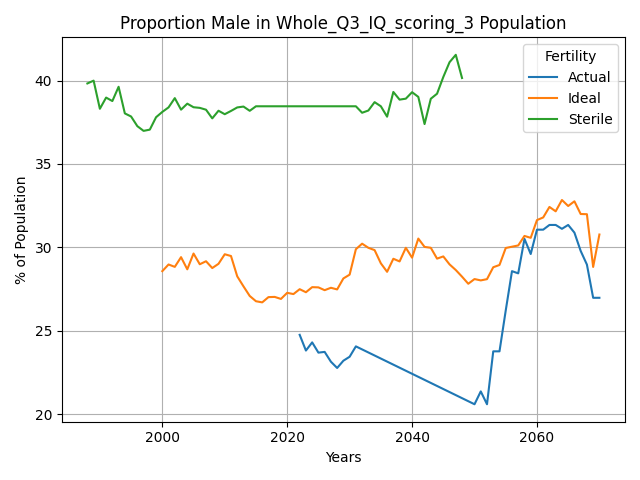 Proportion Male in Whole_Q3_IQ_scoring_3 Population
Fertility
Actual
Ideal
Sterile
% of Population
40
35
30
25
20
2000
2020
2040
2060
Years